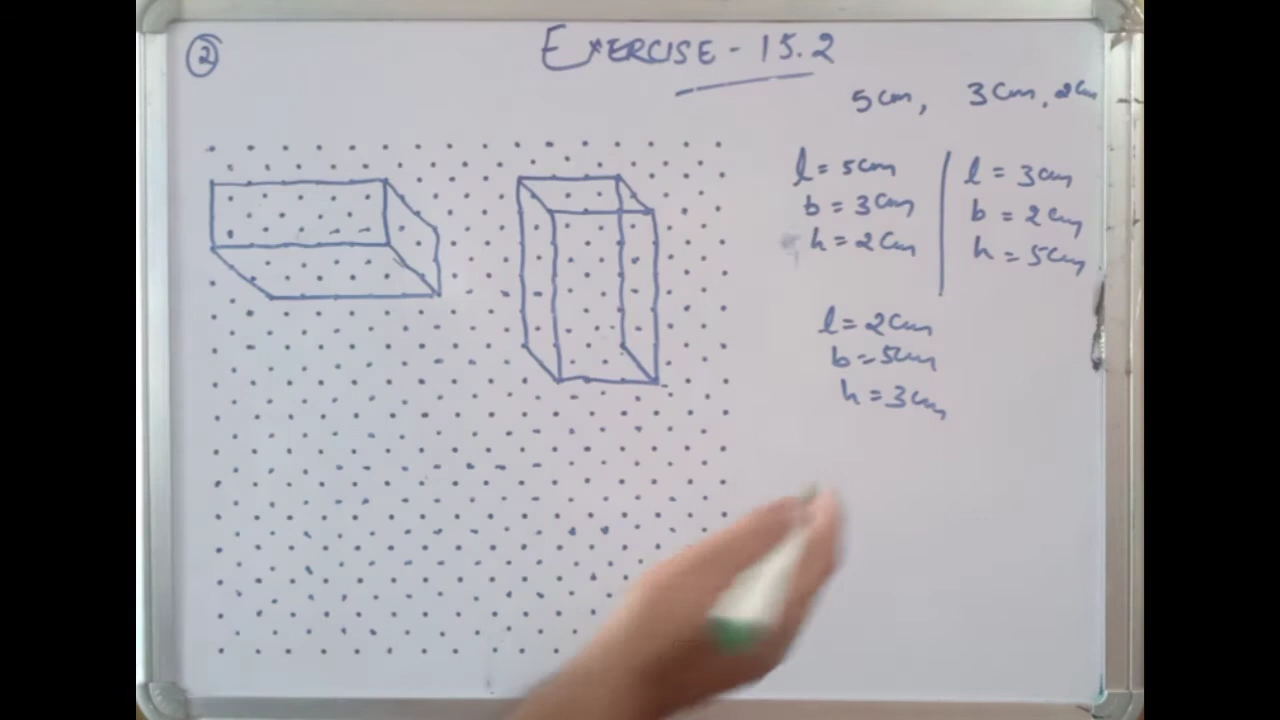 ② EXERCISE - 15.2
5cm, 3cm, 2cm
l = 5cm
b = 3cm
h = 2cm
l = 3cm
b = 2cm
h = 5cm
l = 2cm
b = 5cm
h = 3cm